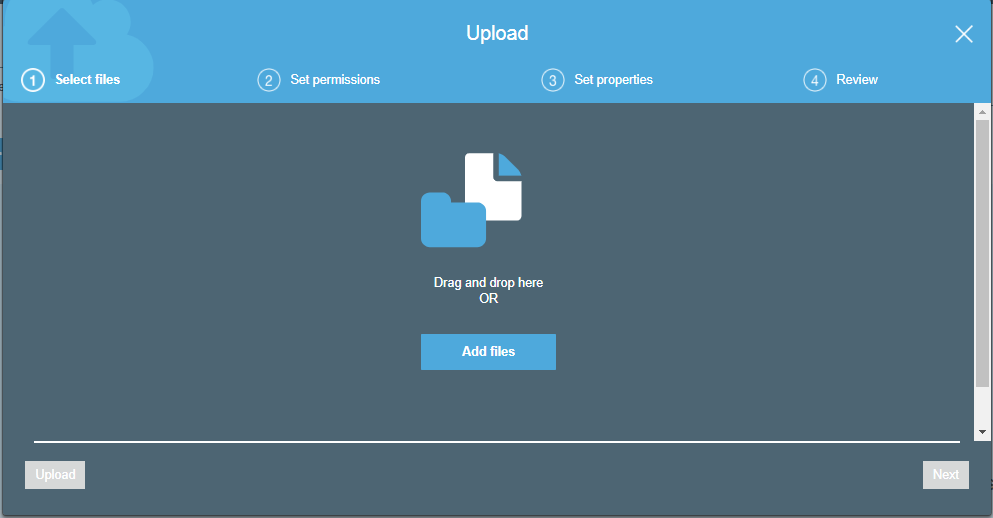 Upload
1 Select files
2 Set permissions
3 Set properties
4 Review
Drag and drop here
OR
Add files
Upload
Next